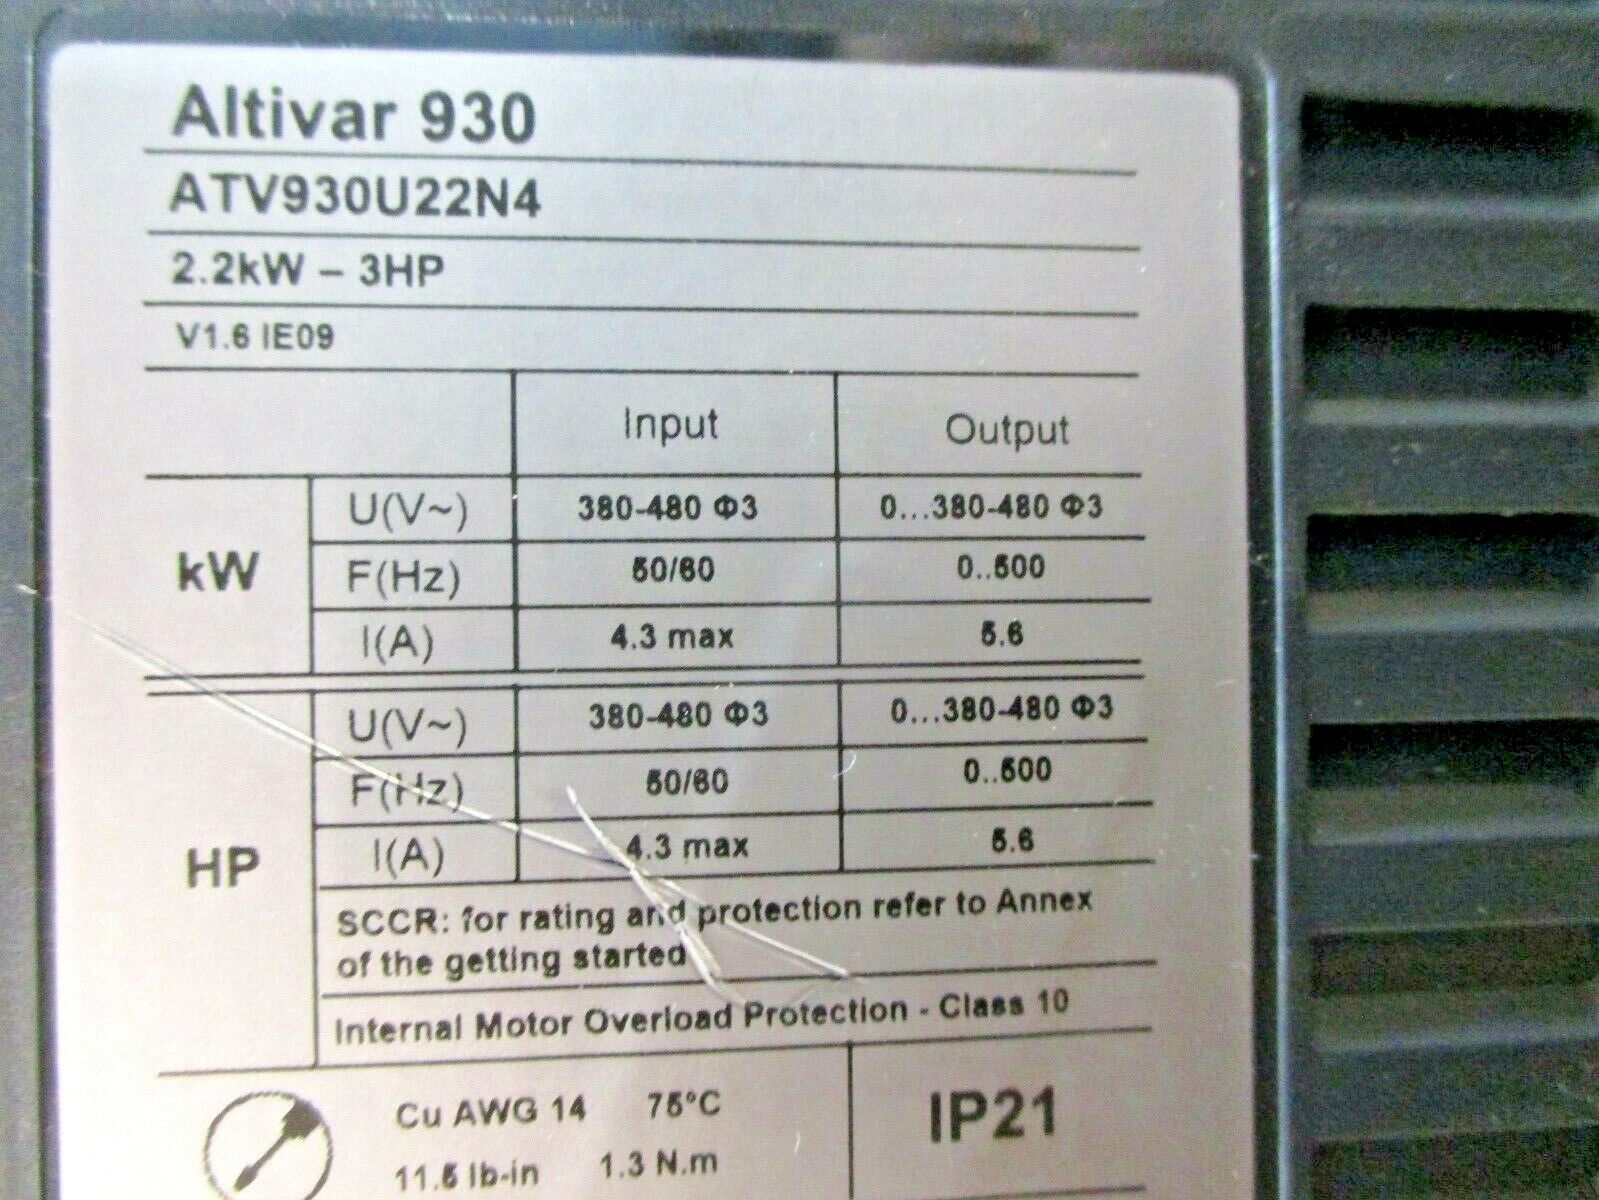 Altivar 930
ATV930U22N4
2.2kW – 3HP
V1.6 IE09
Input Output
kW
U(V~) 380-480 Φ3 0...380-480 Φ3
F(Hz) 50/60 0..500
I(A) 4.3 max 5.6
HP
U(V~) 380-480 Φ3 0...380-480 Φ3
F(Hz) 50/60 0..500
I(A) 4.3 max 5.6
SCCR: for rating and protection refer to Annex
of the getting started
Internal Motor Overload Protection - Class 10
Cu AWG 14 75°C
11.5 lb-in 1.3 N.m
IP21